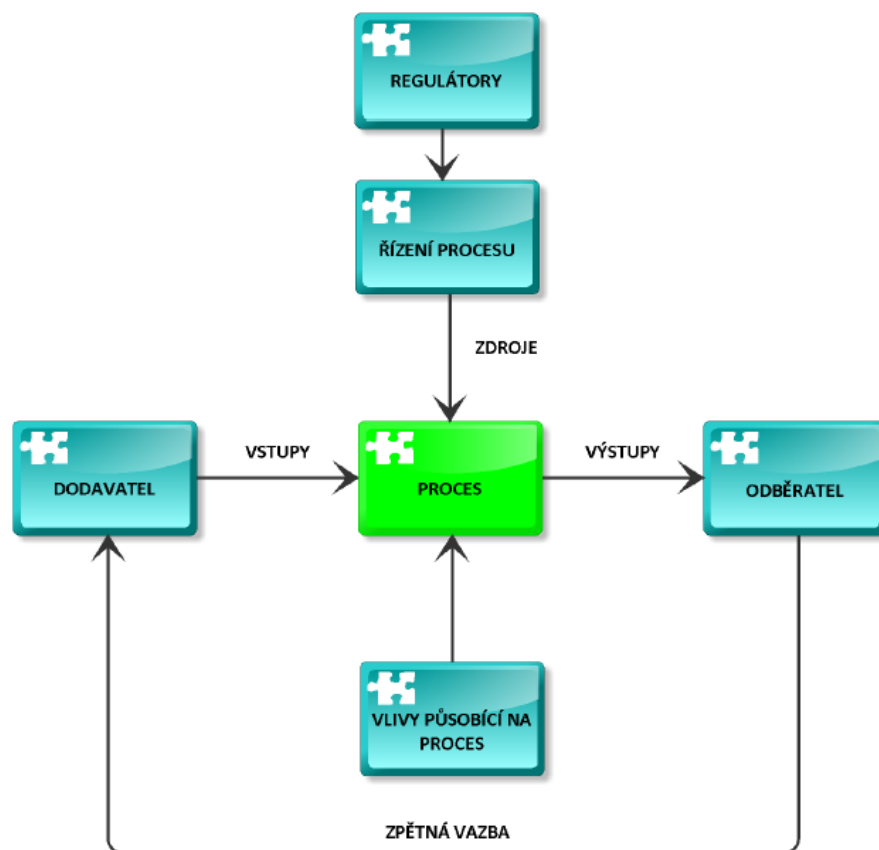 REGULÁTORY
ŘÍZENÍ PROCESU
ZDROJE
VSTUPY
VÝSTUPY
DODAVATEL
PROCES
ODBĚRATEL
VLIVY PŮSOBÍCÍ NA
PROCES
ZPĚTNÁ VAZBA